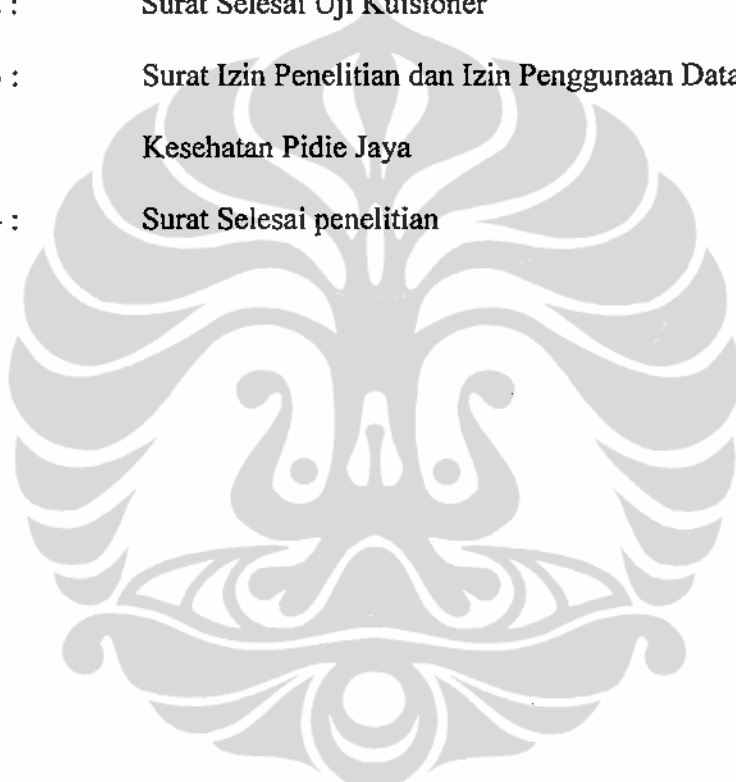 : Surat Selesai Uji Kuisioner
: Surat Izin Penelitian dan Izin Penggunaan Data
Kesehatan Pidie Jaya
: Surat Selesai penelitian